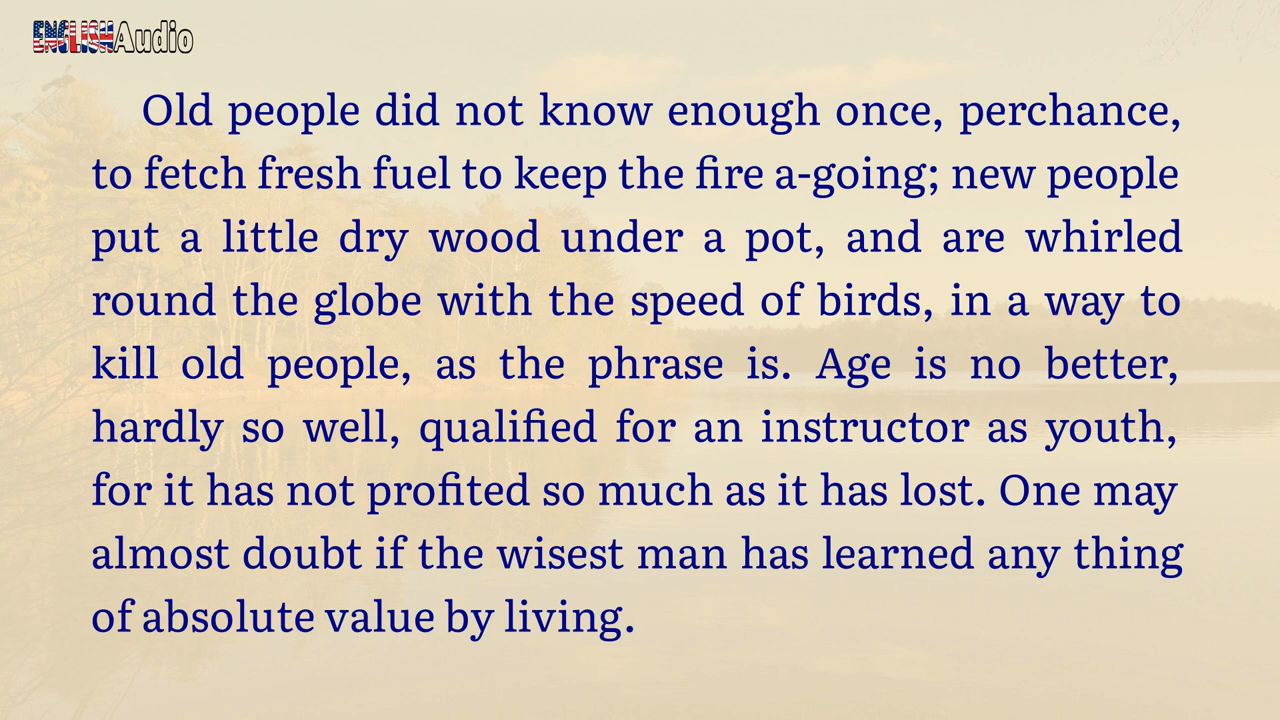 ENGLISHAudio
Old people did not know enough once, perchance,
to fetch fresh fuel to keep the fire a-going; new people
put a little dry wood under a pot, and are whirled
round the globe with the speed of birds, in a way to
kill old people, as the phrase is. Age is no better,
hardly so well, qualified for an instructor as youth,
for it has not profited so much as it has lost. One may
almost doubt if the wisest man has learned any thing
of absolute value by living.